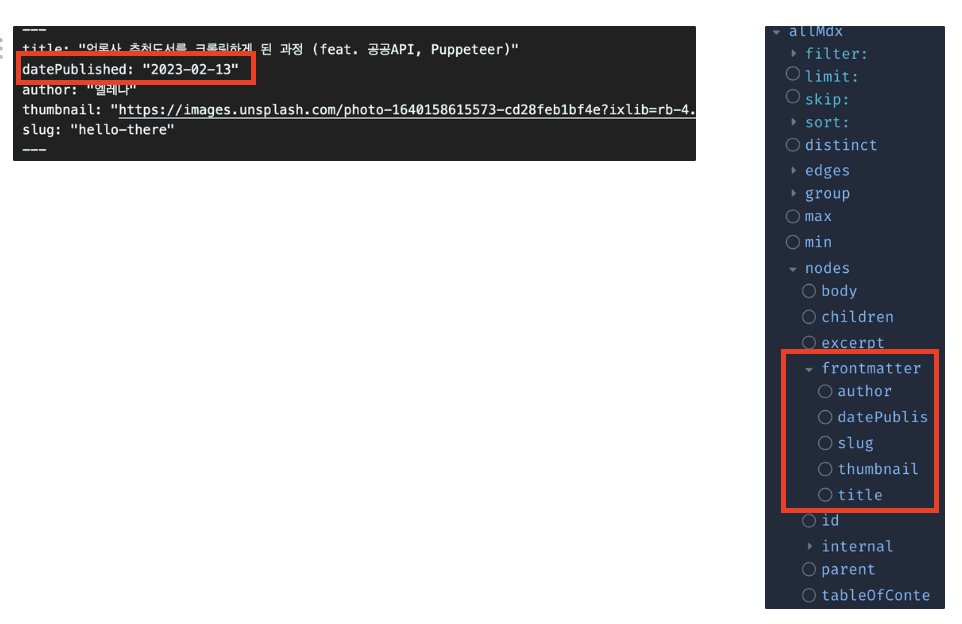 ---
title: "언론사 추천도서를 크롤링하게 된 과정 (feat. 공공API, Puppeteer)"
datePublished: "2023-02-13"
author: "엘레나"
thumbnail: "https://images.unsplash.com/photo-1640158615573-cd28feb1bf4e?ixlib=rb-4.
slug: "hello-there"
---
allMdx
filter:
limit:
skip:
sort:
distinct
edges
group
max
min
nodes
body
children
excerpt
frontmatter
author
datePublis
slug
thumbnail
title
id
internal
parent
tableOfConte